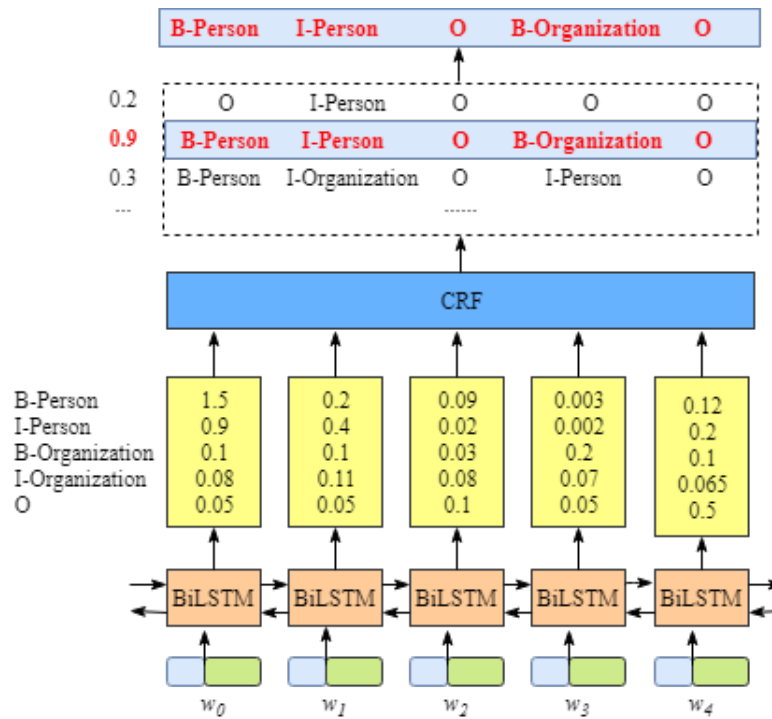 B-Person I-Person O B-Organization O
0.2 O I-Person O O O
0.9 B-Person I-Person O B-Organization O
0.3 B-Person I-Organization O I-Person O
... ......
CRF
B-Person 1.5 0.2 0.09 0.003 0.12
I-Person 0.9 0.4 0.02 0.002 0.2
B-Organization 0.1 0.1 0.03 0.2 0.1
I-Organization 0.08 0.11 0.08 0.07 0.065
O 0.05 0.05 0.1 0.05 0.5
BiLSTM BiLSTM BiLSTM BiLSTM BiLSTM
w0 w1 w2 w3 w4